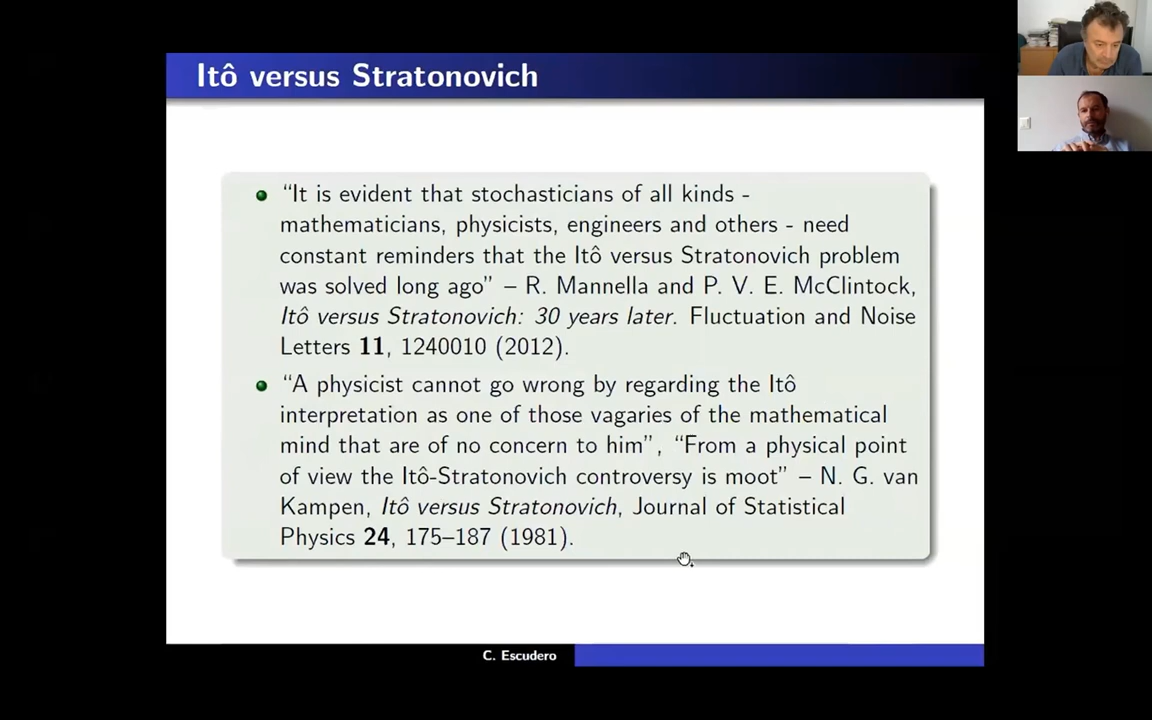 Itô versus Stratonovich
“It is evident that stochasticians of all kinds -
mathematicians, physicists, engineers and others - need
constant reminders that the Itô versus Stratonovich problem
was solved long ago” – R. Mannella and P. V. E. McClintock,
Itô versus Stratonovich: 30 years later. Fluctuation and Noise
Letters 11, 1240010 (2012).
“A physicist cannot go wrong by regarding the Itô
interpretation as one of those vagaries of the mathematical
mind that are of no concern to him”, “From a physical point
of view the Itô-Stratonovich controversy is moot” – N. G. van
Kampen, Itô versus Stratonovich, Journal of Statistical
Physics 24, 175–187 (1981).
C. Escudero